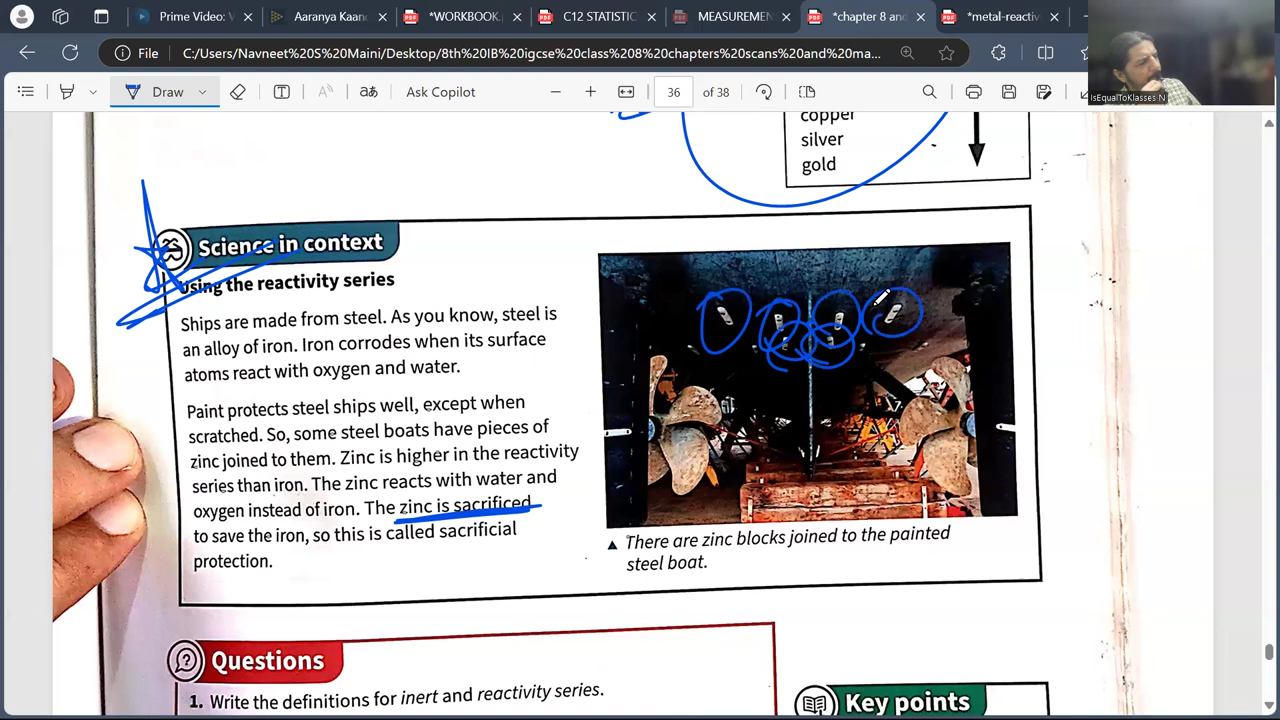 Prime Video: V
Aaranya Kaand
*WORKBOOK.
C12 STATISTIC
MEASUREMEN
*chapter 8 and
*metal-reactiv
File
C:/Users/Navneet%20S%20Maini/Desktop/8th%20IB%20igcse%20class%208%20chapters%20scans%20and%20ma...
Draw
Ask Copilot
36
of 38
IsEqualToKlasses N
copper
silver
gold
Science in context
Using the reactivity series
Ships are made from steel. As you know, steel is
an alloy of iron. Iron corrodes when its surface
atoms react with oxygen and water.
Paint protects steel ships well, except when
scratched. So, some steel boats have pieces of
zinc joined to them. Zinc is higher in the reactivity
series than iron. The zinc reacts with water and
oxygen instead of iron. The zinc is sacrificed
to save the iron, so this is called sacrificial
protection.
There are zinc blocks joined to the painted
steel boat.
Questions
1. Write the definitions for inert and reactivity series.
Key points